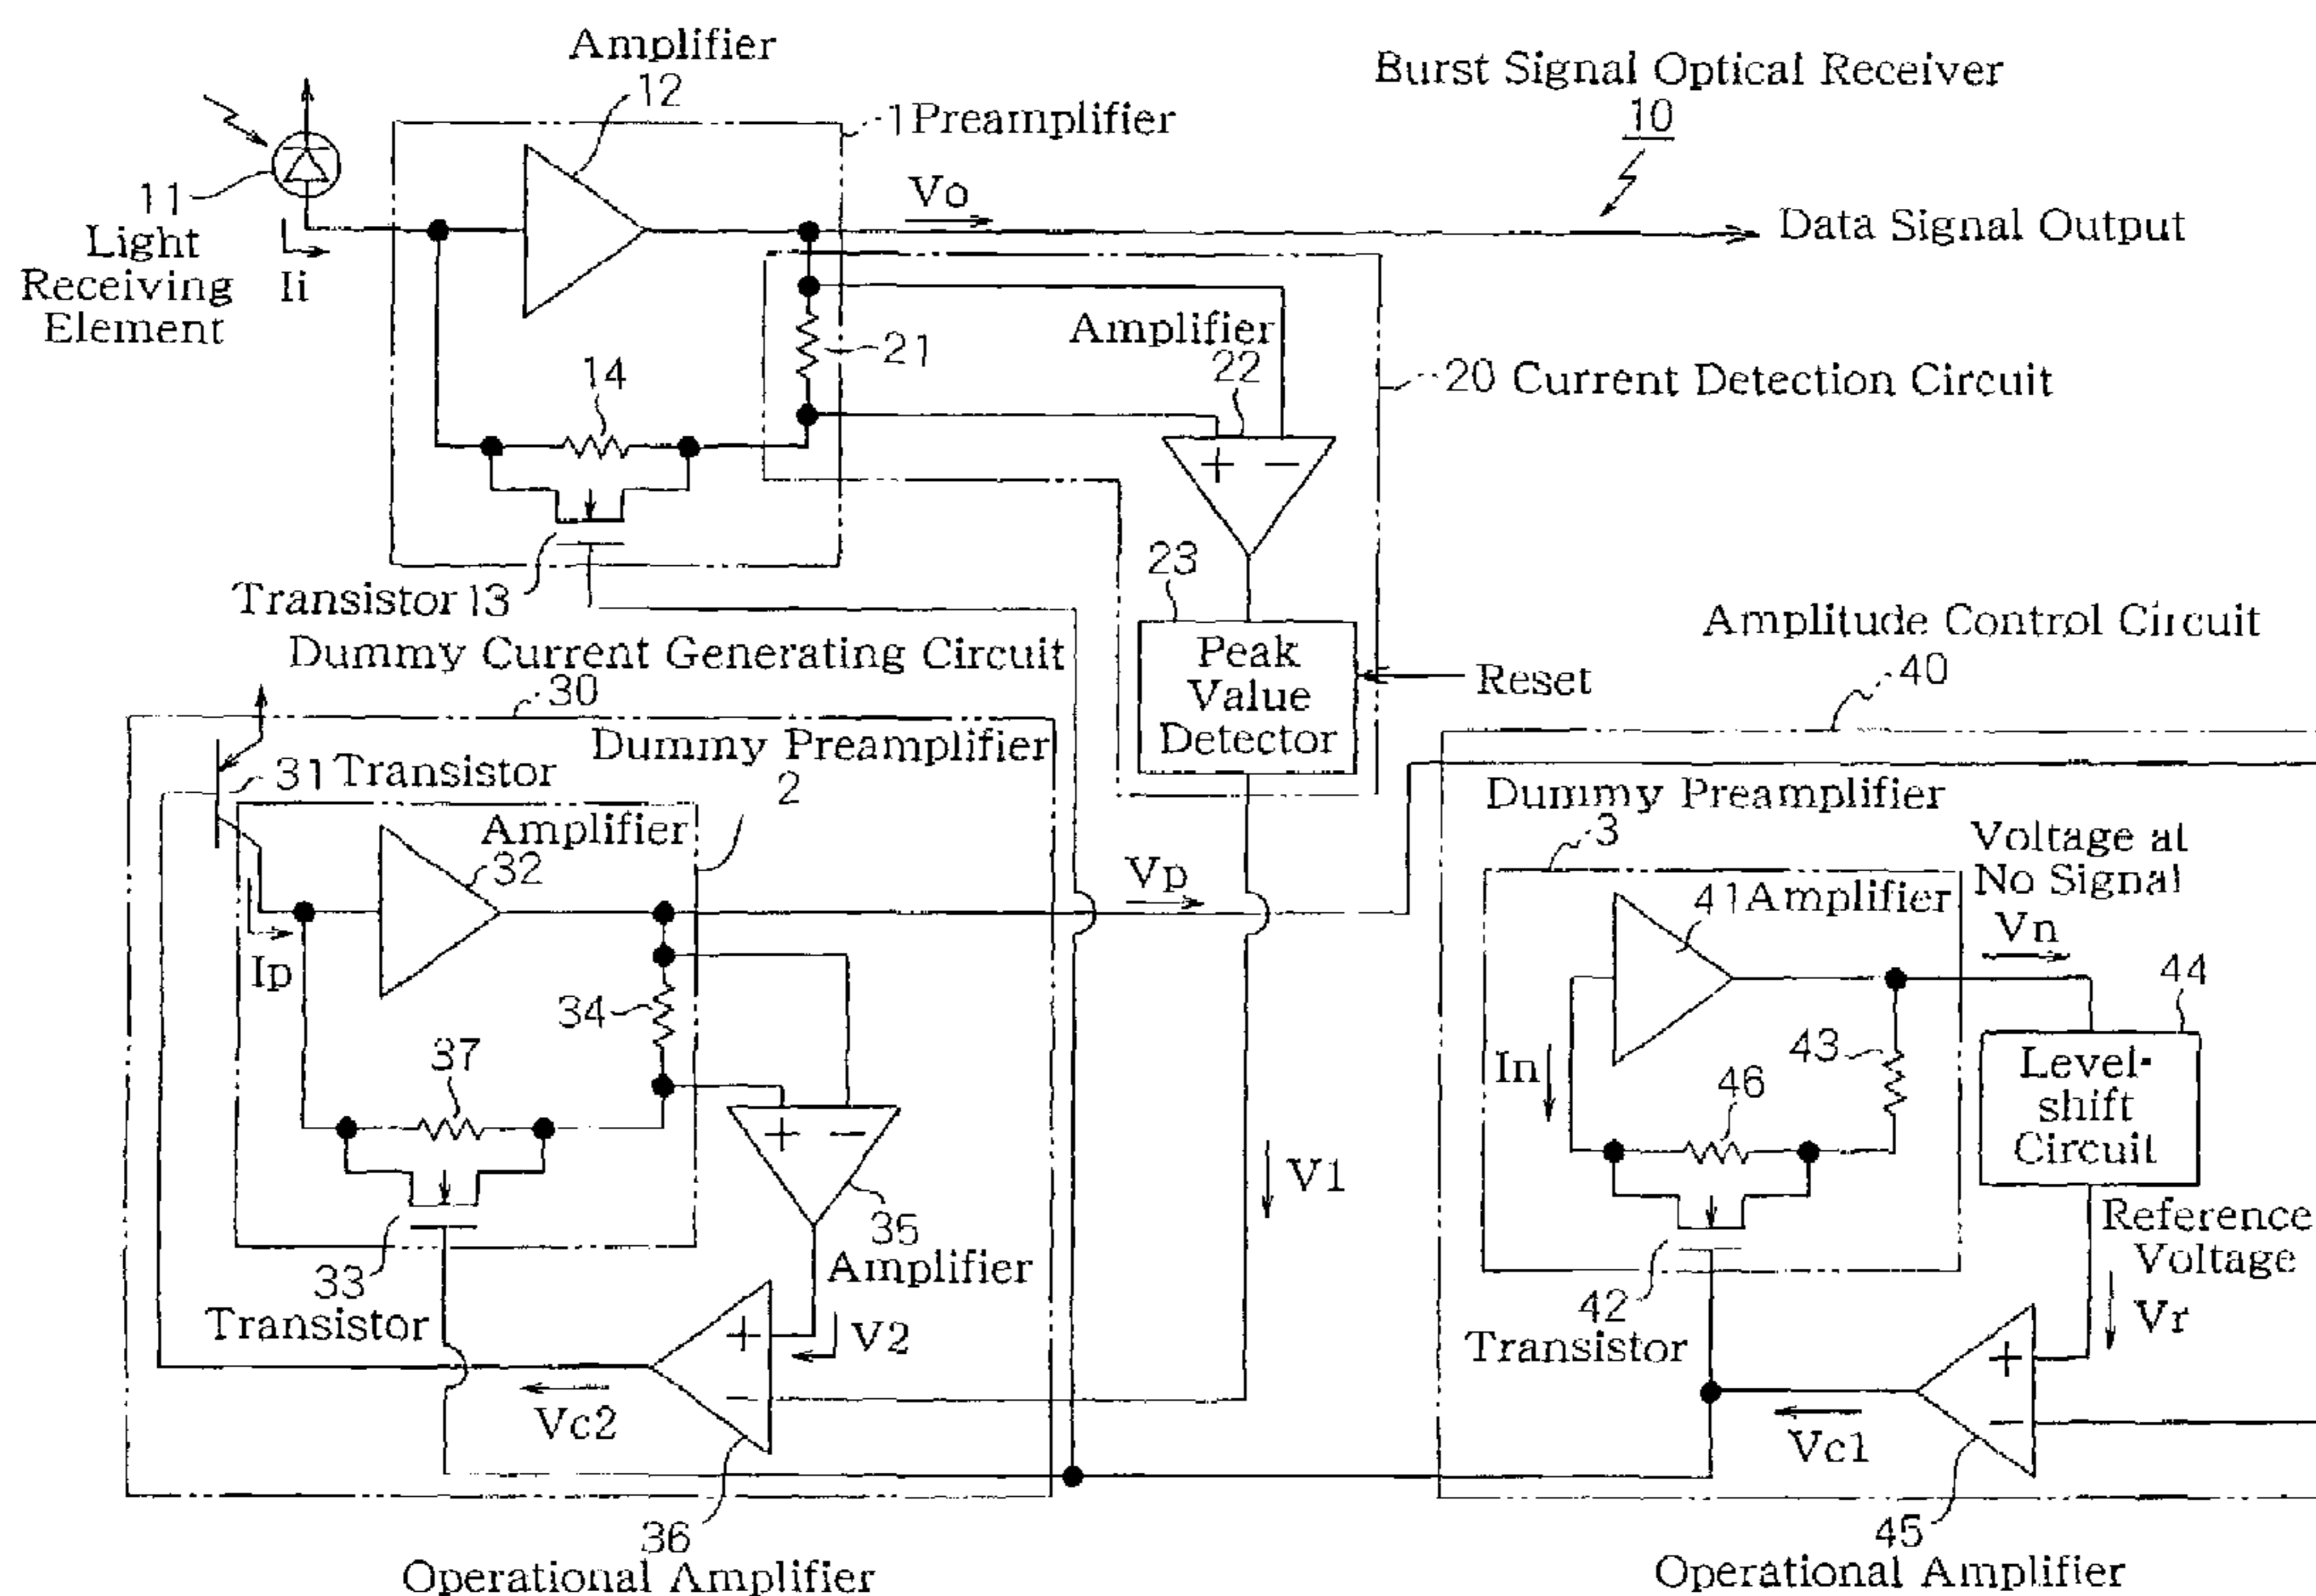 Amplifier
12
Burst Signal Optical Receiver
10
1 Preamplifier
11
Light
Receiving
Element
Ii
Vo
Data Signal Output
Amplifier
22
21
14
20 Current Detection Circuit
+ −
23
Transistor 13
Peak
Value
Detector
Reset
Dummy Current Generating Circuit
30
Amplitude Control Circuit
40
Dummy Preamplifier
2
31 Transistor
Amplifier
32
Ip
Vp
34
37
+ −
35
Amplifier
33
Transistor
V1
V2
+
−
Vc2
36
Operational Amplifier
Dummy Preamplifier
3
Voltage at
No Signal
Vn
41 Amplifier
44
In
43
46
Level-
shift
Circuit
Reference
Voltage
Vr
42
Transistor
+
−
Vc1
45
Operational Amplifier